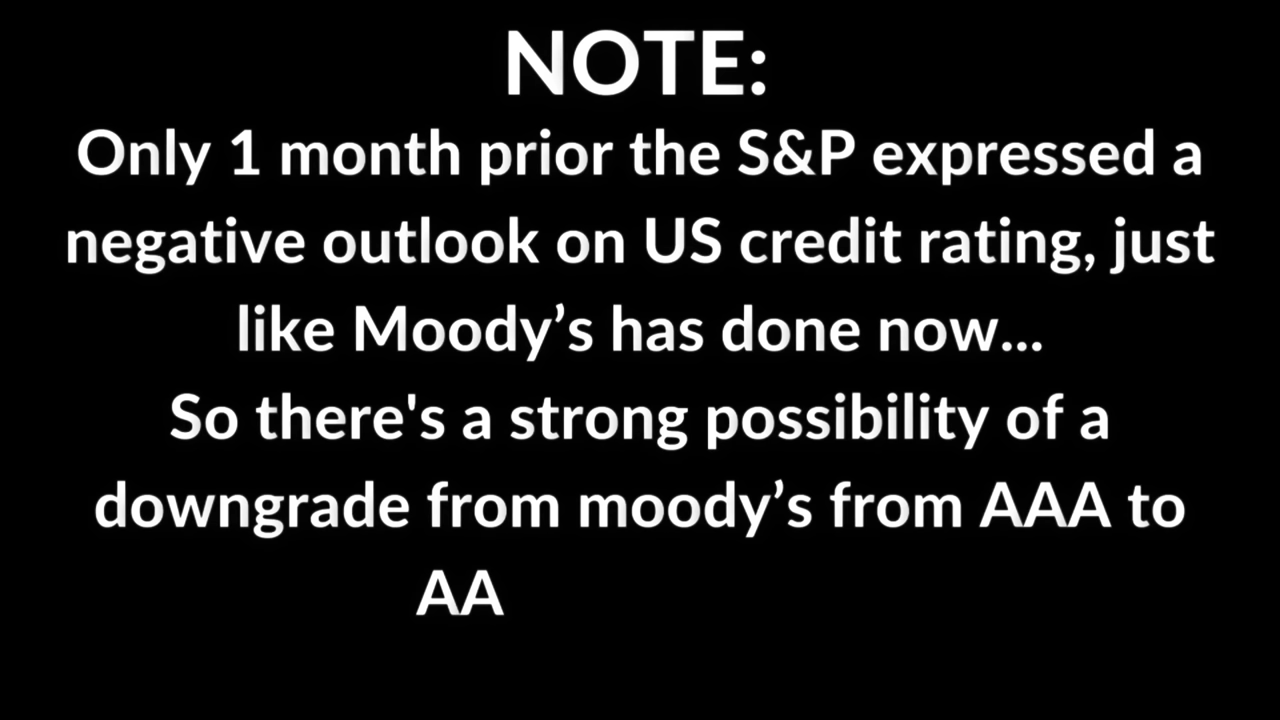 NOTE:
Only 1 month prior the S&P expressed a
negative outlook on US credit rating, just
like Moody’s has done now...
So there's a strong possibility of a
downgrade from moody’s from AAA to
AA